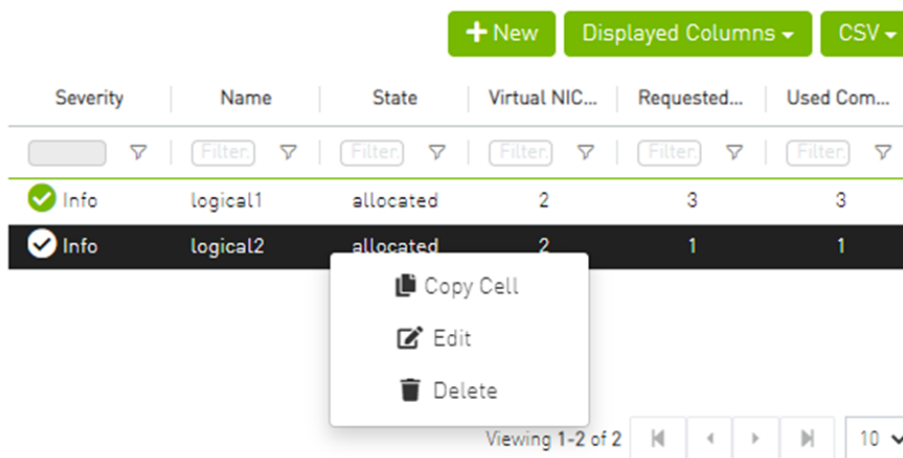 New Displayed Columns CSV
Severity Name State Virtual NIC... Requested... Used Com...
Filter. Filter. Filter. Filter. Filter.
Info logical1 allocated 2 3 3
Info logical2 allocated 2 1 1
Copy Cell
Edit
Delete
Viewing 1-2 of 2 10